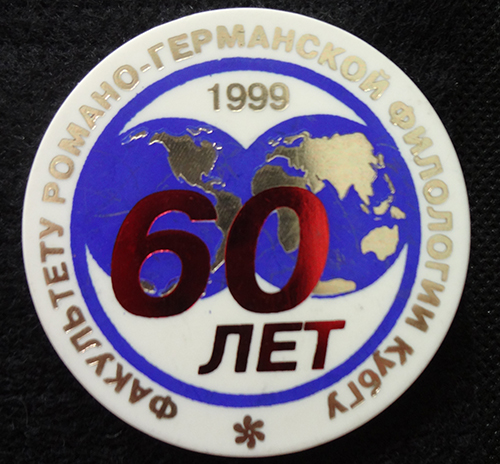 ФАКУЛЬТЕТУ РОМАНО-ГЕРМАНСКОЙ ФИЛОЛОГИИ КубГУ
1999
60
ЛЕТ